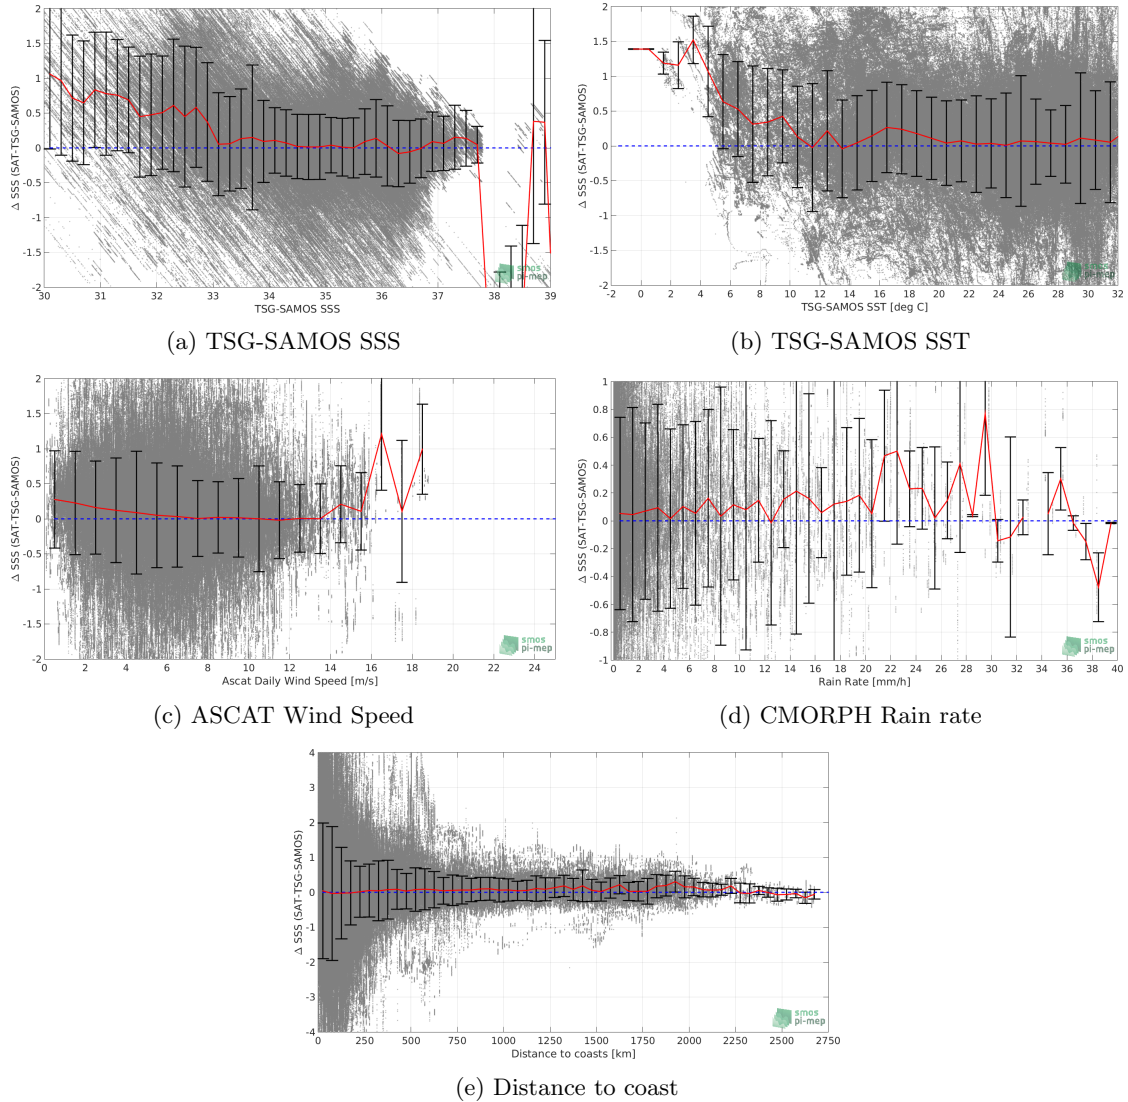 2
1.5
1
0.5
0
-0.5
-1
-1.5
-2
Δ SSS (SAT-TSG-SAMOS)
30 31 32 33 34 35 36 37 38 39
TSG-SAMOS SSS
smos
pi-mep
(a) TSG-SAMOS SSS
2
1.5
1
0.5
0
-0.5
-1
-1.5
-2
Δ SSS (SAT-TSG-SAMOS)
-2 0 2 4 6 8 10 12 14 16 18 20 22 24 26 28 30 32
TSG-SAMOS SST [deg C]
smos
pi-mep
(b) TSG-SAMOS SST
2
1.5
1
0.5
0
-0.5
-1
-1.5
-2
Δ SSS (SAT-TSG-SAMOS)
0 2 4 6 8 10 12 14 16 18 20 22 24
Ascat Daily Wind Speed [m/s]
smos
pi-mep
(c) ASCAT Wind Speed
1
0.8
0.6
0.4
0.2
0
-0.2
-0.4
-0.6
-0.8
-1
Δ SSS (SAT-TSG-SAMOS)
0 2 4 6 8 10 12 14 16 18 20 22 24 26 28 30 32 34 36 38 40
Rain Rate [mm/h]
smos
pi-mep
(d) CMORPH Rain rate
4
3
2
1
0
-1
-2
-3
-4
Δ SSS (SAT-TSG-SAMOS)
0 250 500 750 1000 1250 1500 1750 2000 2250 2500 2750
Distance to coasts [km]
smos
pi-mep
(e) Distance to coast